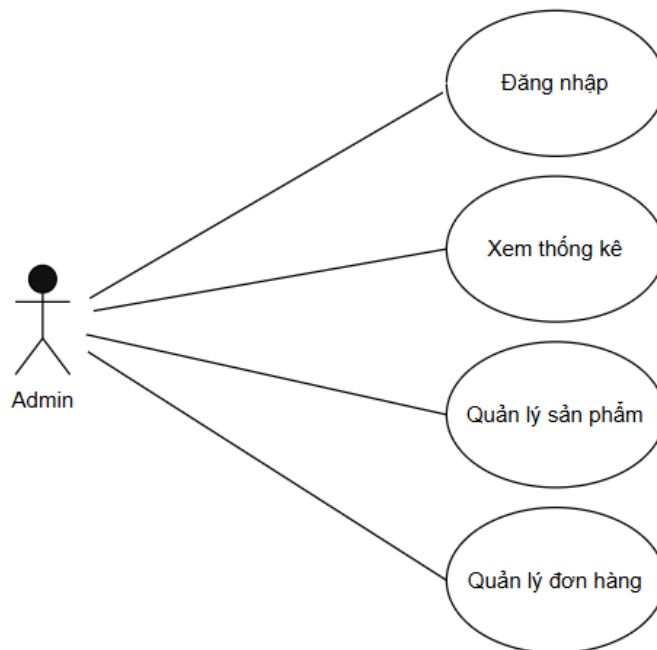 Đăng nhập
Xem thống kê
Admin
Quản lý sản phẩm
Quản lý đơn hàng